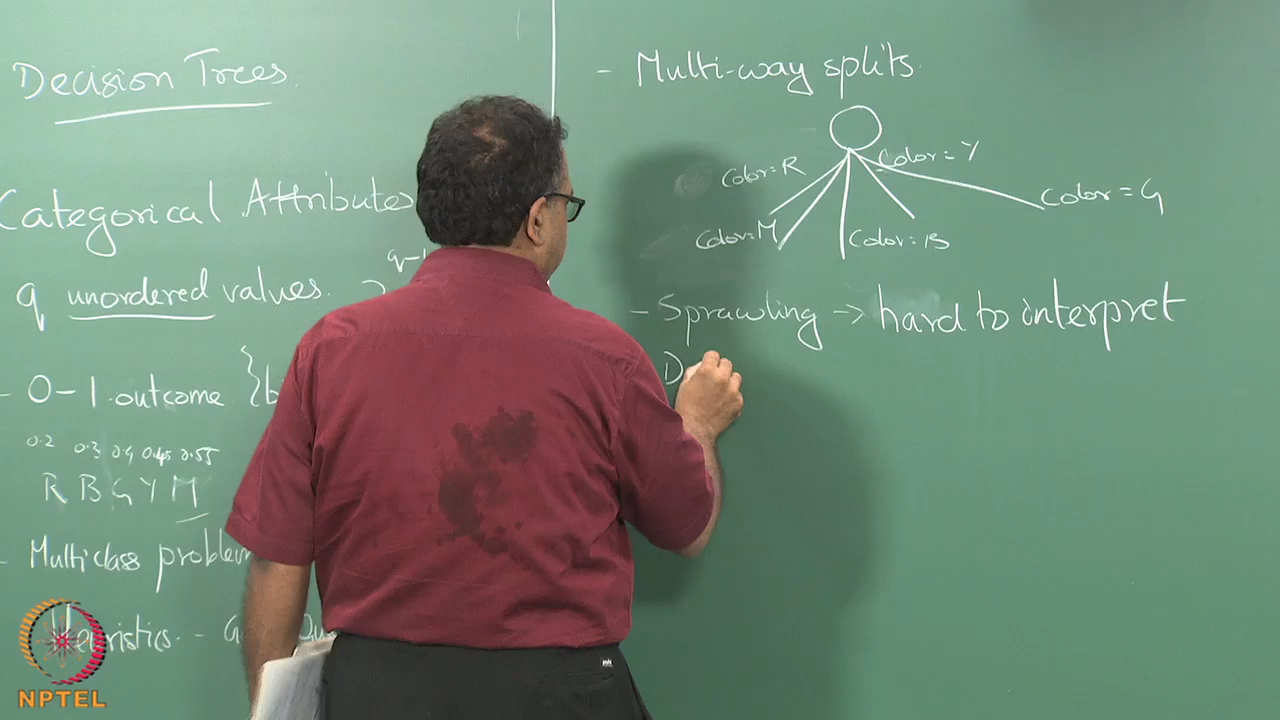 Decision Trees
Categorical Attributes
q unordered values.
- 0-1 outcome {b
0.2 0.3 0.4 0.45 0.55
R B G Y M
- Multiclass problem
Heuristics. -
- Multi-way splits
Color=R
Color=Y
Color=G
Color=M
Color=B
- Sprawling → hard to interpret
D
NPTEL